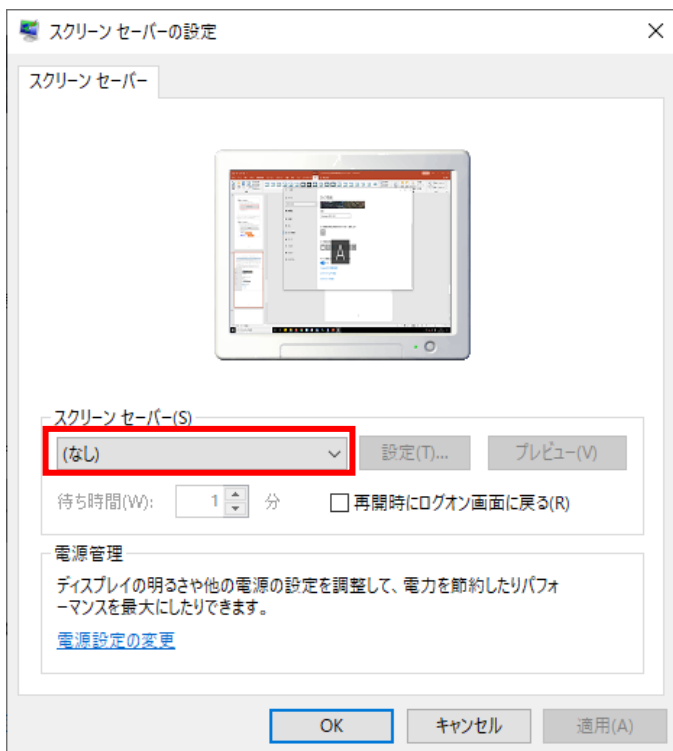 スクリーン セーバーの設定
スクリーン セーバー
A
スクリーン セーバー(S)
(なし)
設定(T)...
プレビュー(V)
待ち時間(W):
1
分
再開時にログオン画面に戻る(R)
電源管理
ディスプレイの明るさや他の電源の設定を調整して、電力を節約したりパフォ
ーマンスを最大にしたりできます。
電源設定の変更
OK
キャンセル
適用(A)